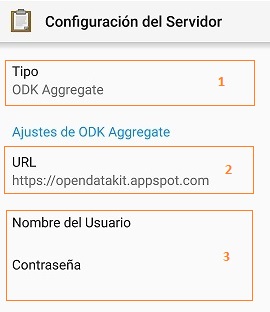 Configuración del Servidor
Tipo
1
ODK Aggregate
Ajustes de ODK Aggregate
URL
2
https://opendatakit.appspot.com
Nombre del Usuario
3
Contraseña